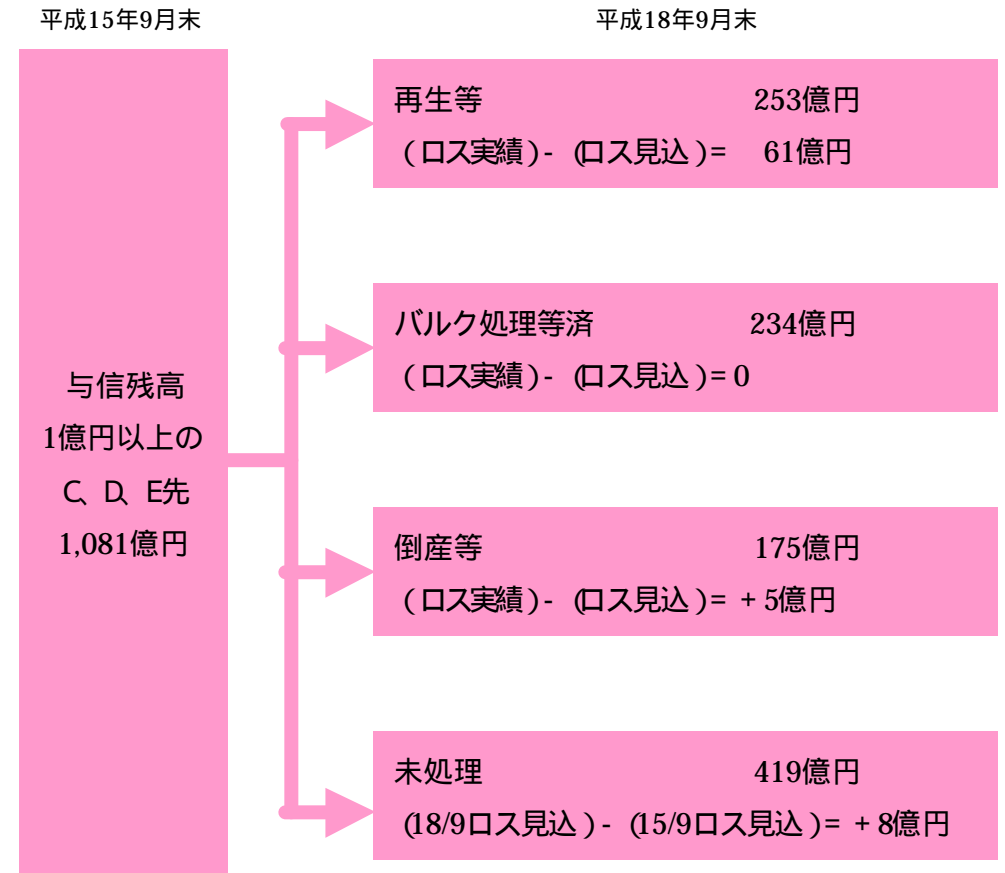 平成15年9月末
平成18年9月末
与信残高
1億円以上の
C、D、E先
1,081億円
再生等 253億円
(ロス実績)-(ロス見込)= 61億円
バルク処理等済 234億円
(ロス実績)-(ロス見込)=0
倒産等 175億円
(ロス実績)-(ロス見込)= +5億円
未処理 419億円
(18/9ロス見込)-(15/9ロス見込)= +8億円